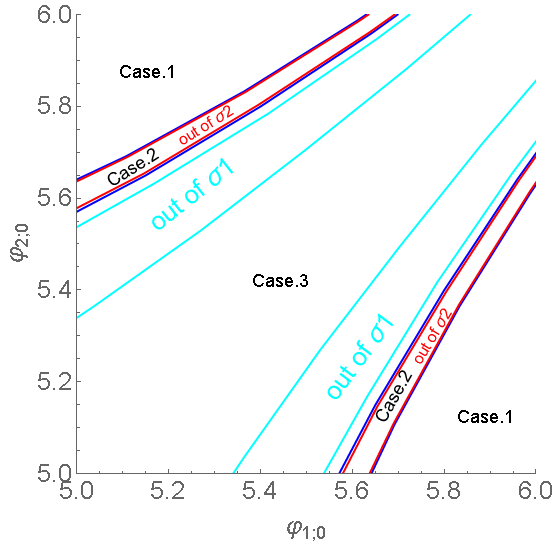 6.0
Case.1
5.8
out of σ2
Case.2
out of σ1
5.6
φ2;0
5.4
Case.3
out of σ1
out of σ2
5.2
Case.2
Case.1
5.0
5.0 5.2 5.4 5.6 5.8 6.0
φ1;0